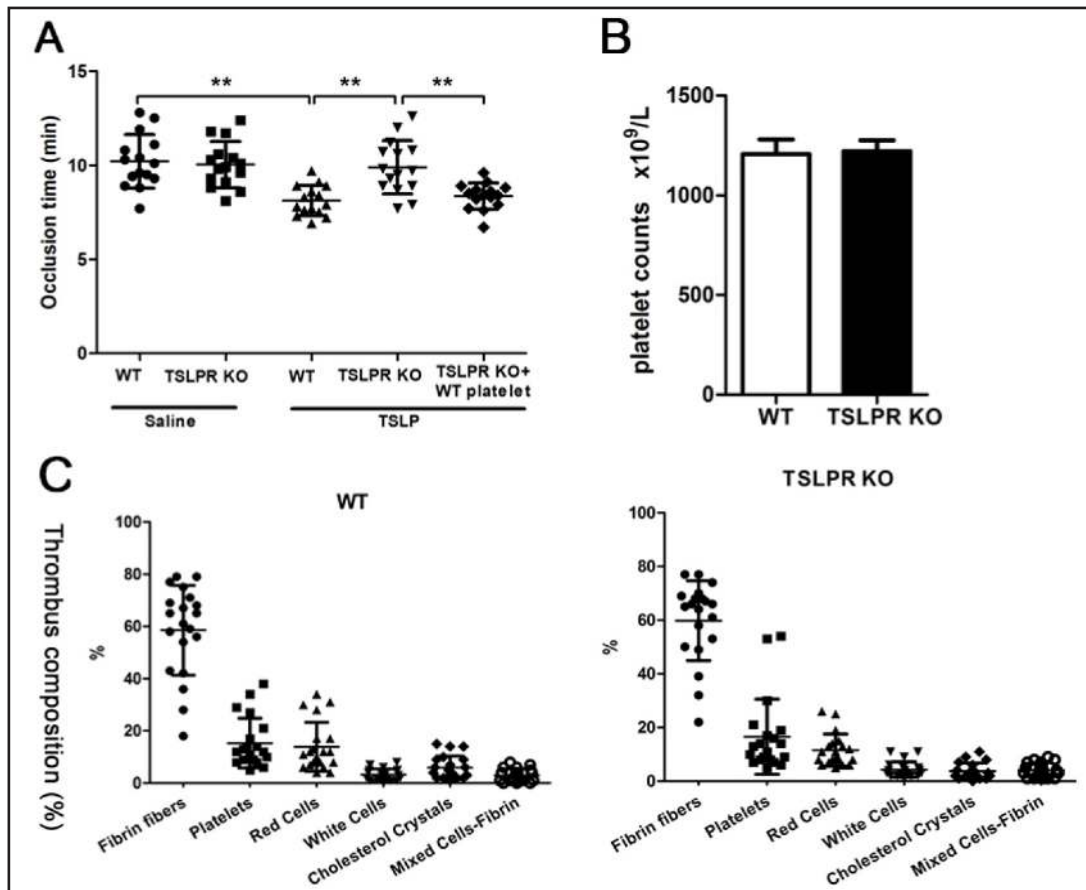 A
Occlusion time (min)
15
10
5
0
** ** **
WT TSLPR KO WT TSLPR KO TSLPR KO+
WT platelet
Saline TSLP
B
platelet counts x10⁹/L
1500
1000
500
0
WT TSLPR KO
C
Thrombus composition (%)
WT
%
100
80
60
40
20
0
Fibrin fibers
Platelets
Red Cells
White Cells
Cholesterol Crystals
Mixed Cells-Fibrin
TSLPR KO
%
100
80
60
40
20
0
Fibrin fibers
Platelets
Red Cells
White Cells
Cholesterol Crystals
Mixed Cells-Fibrin